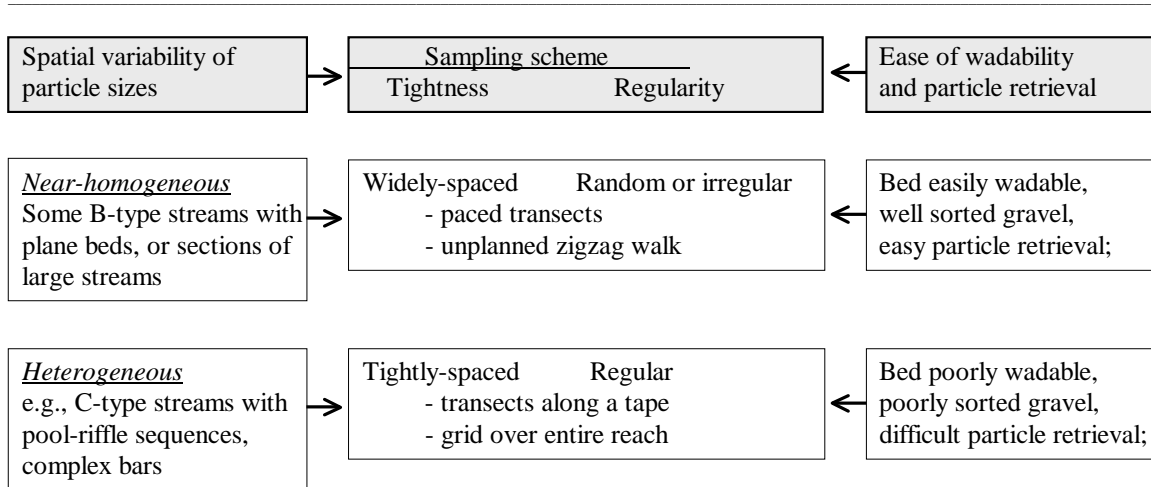 Spatial variability of
particle sizes
Sampling scheme
Tightness Regularity
Ease of wadability
and particle retrieval
Near-homogeneous
Some B-type streams with
plane beds, or sections of
large streams
Widely-spaced Random or irregular
- paced transects
- unplanned zigzag walk
Bed easily wadable,
well sorted gravel,
easy particle retrieval;
Heterogeneous
e.g., C-type streams with
pool-riffle sequences,
complex bars
Tightly-spaced Regular
- transects along a tape
- grid over entire reach
Bed poorly wadable,
poorly sorted gravel,
difficult particle retrieval;